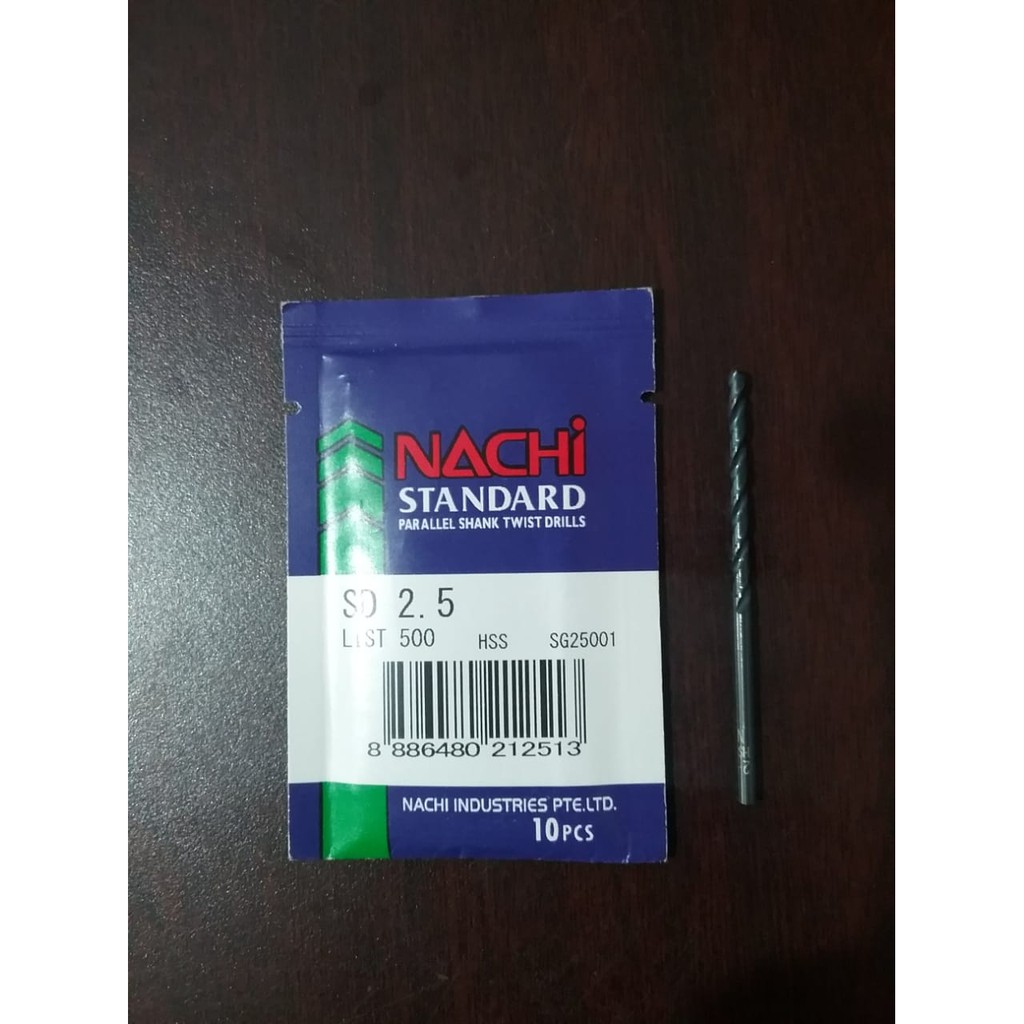 NACHi
STANDARD
PARALLEL SHANK TWIST DRILLS
SD 2.5
LIST 500 HSS SG25001
8 886480 212513
NACHI INDUSTRIES PTE.LTD.
10PCS